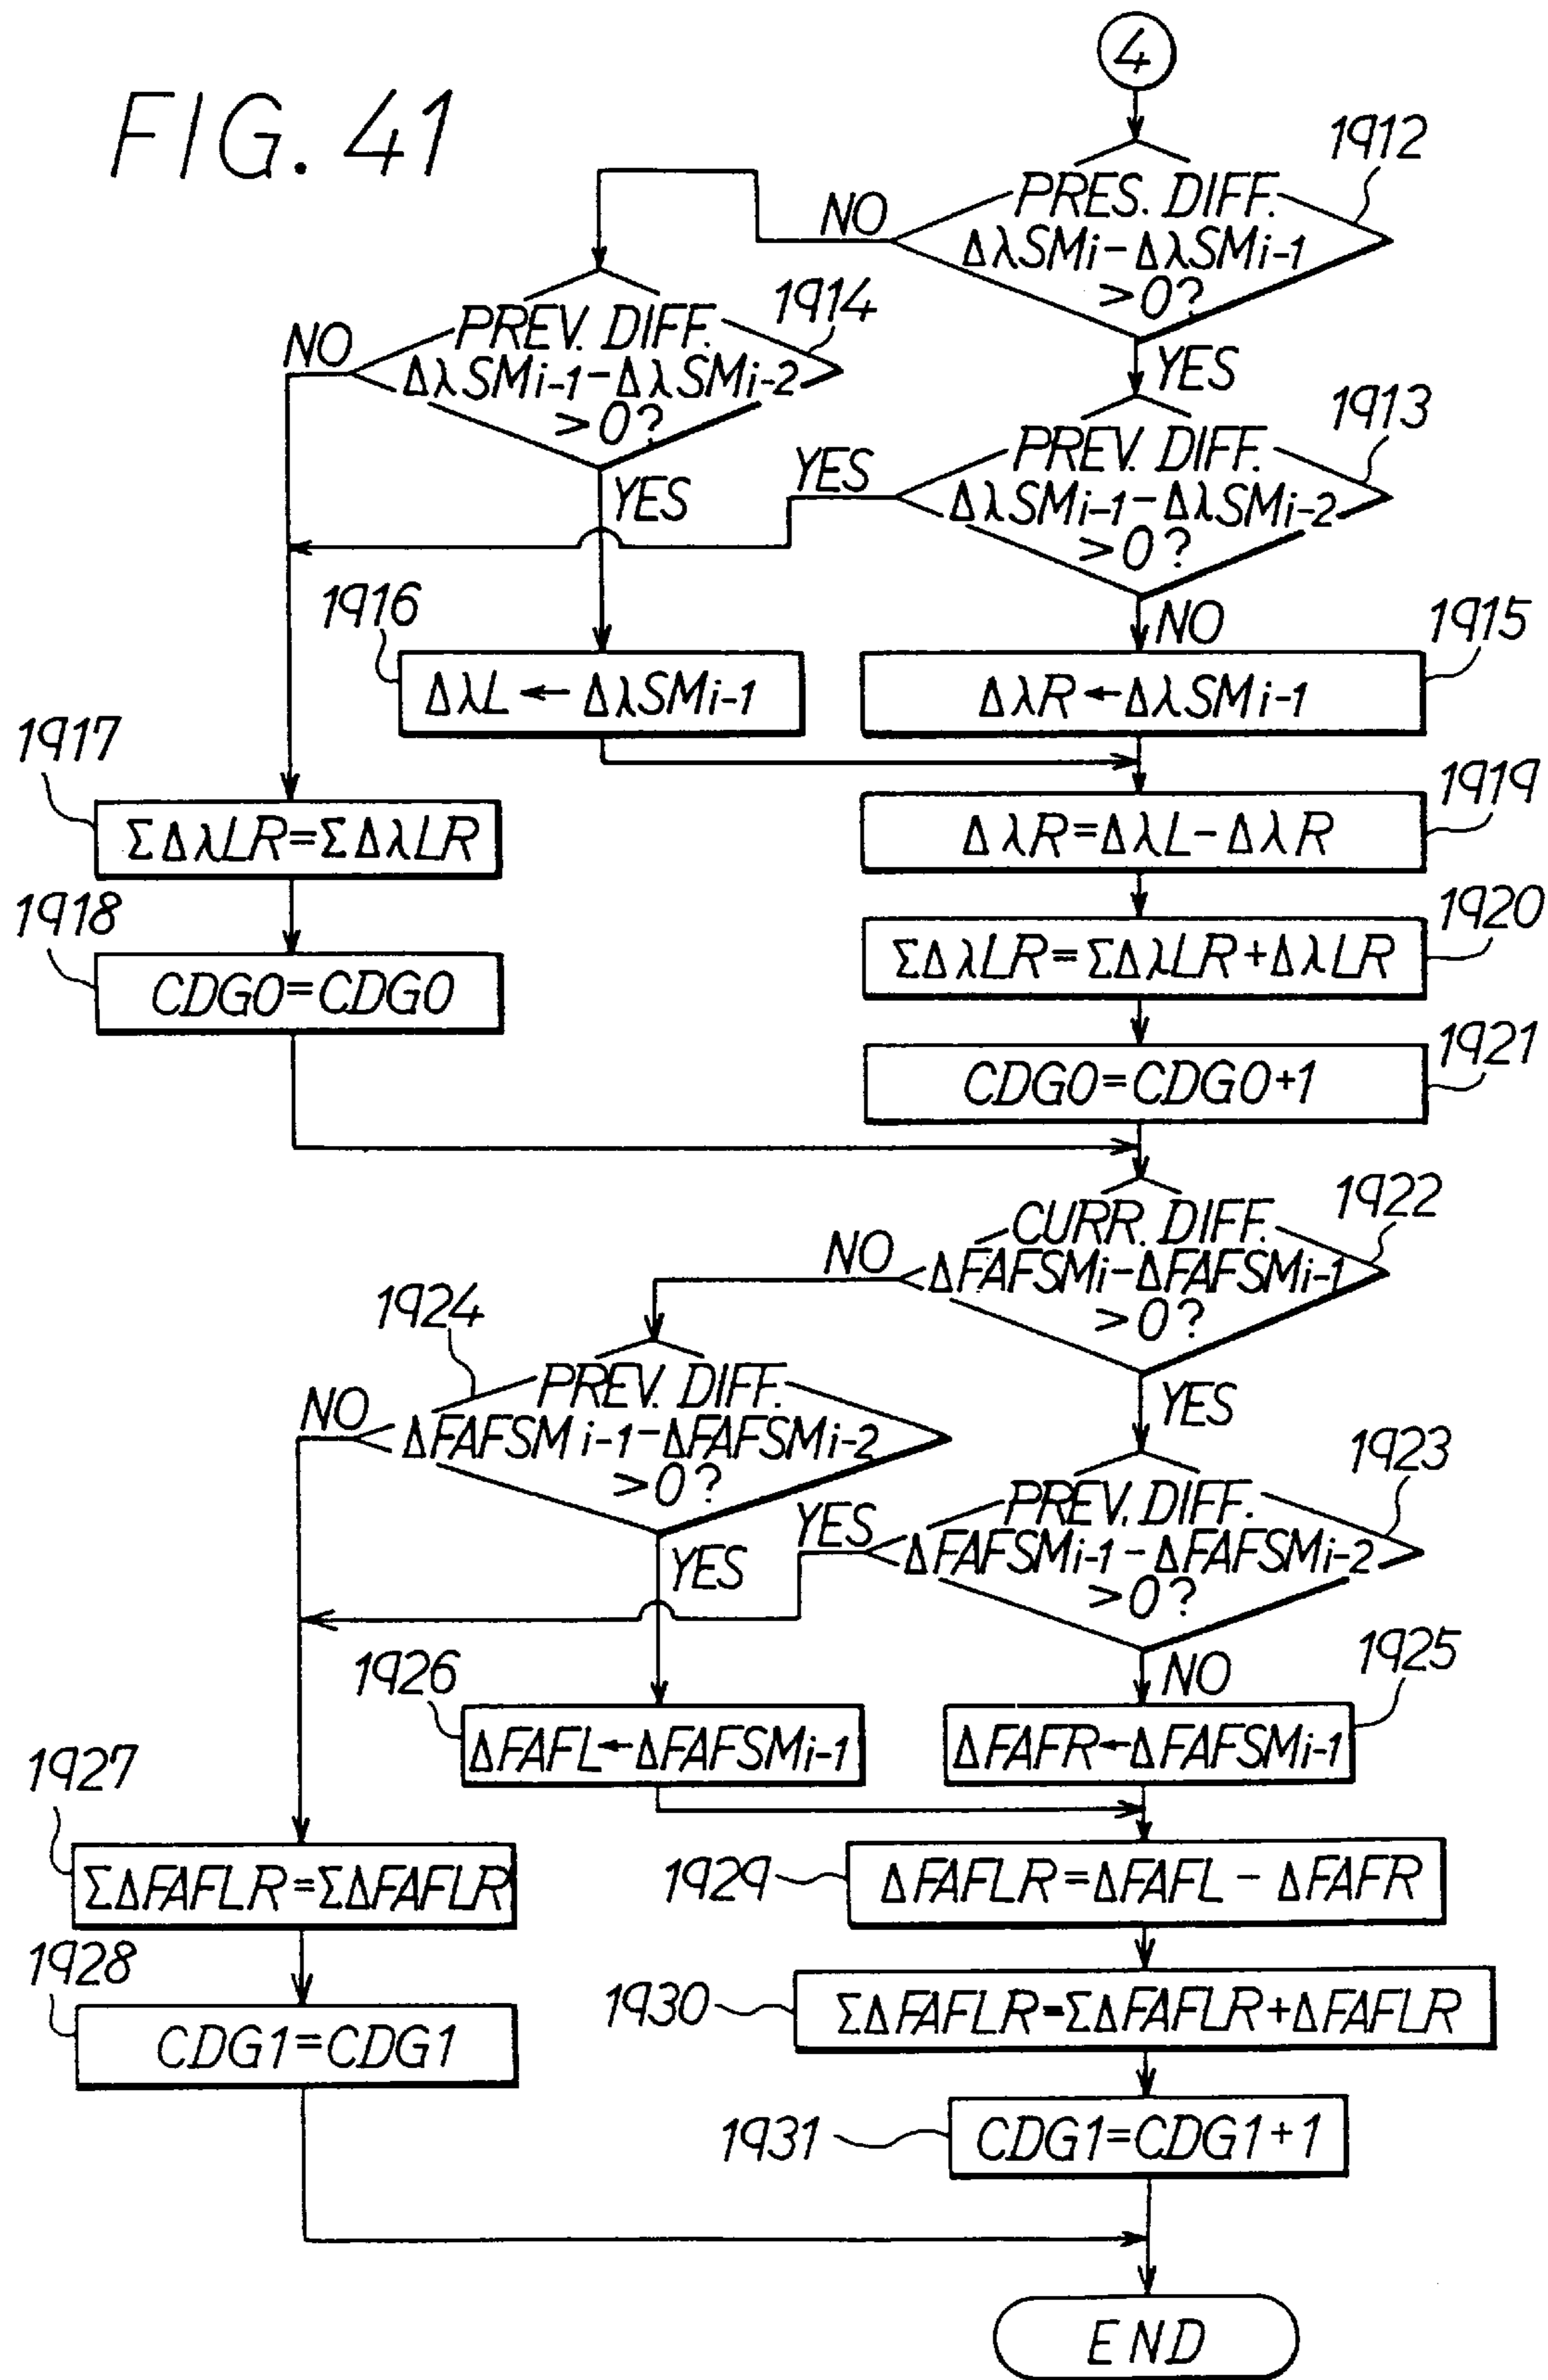 FIG. 41
4
1912
PRES. DIFF.
ΔλSMi-ΔλSMi-1
>0?
NO
YES
1914
PREV. DIFF.
ΔλSMi-1-ΔλSMi-2
>0?
NO
YES
1913
PREV. DIFF.
ΔλSMi-1-ΔλSMi-2
>0?
YES
NO
1916
ΔλL←ΔλSMi-1
1915
ΔλR←ΔλSMi-1
1917
ΣΔλLR=ΣΔλLR
1919
ΔλR=ΔλL-ΔλR
1918
CDG0=CDG0
1920
ΣΔλLR=ΣΔλLR+ΔλLR
1921
CDG0=CDG0+1
1922
CURR. DIFF.
ΔFAFSMi-ΔFAFSMi-1
>0?
NO
YES
1924
PREV. DIFF.
ΔFAFSMi-1-ΔFAFSMi-2
>0?
NO
YES
1923
PREV. DIFF.
ΔFAFSMi-1-ΔFAFSMi-2
>0?
YES
NO
1926
ΔFAFL←ΔFAFSMi-1
1925
ΔFAFR←ΔFAFSMi-1
1927
ΣΔFAFLR=ΣΔFAFLR
1929
ΔFAFLR=ΔFAFL-ΔFAFR
1928
CDG1=CDG1
1930
ΣΔFAFLR=ΣΔFAFLR+ΔFAFLR
1931
CDG1=CDG1+1
END